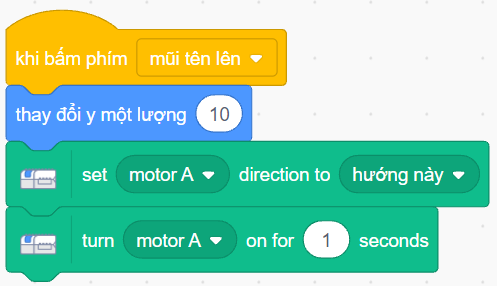 khi bấm phím mũi tên lên
thay đổi y một lượng 10
set motor A direction to hướng này
turn motor A on for 1 seconds